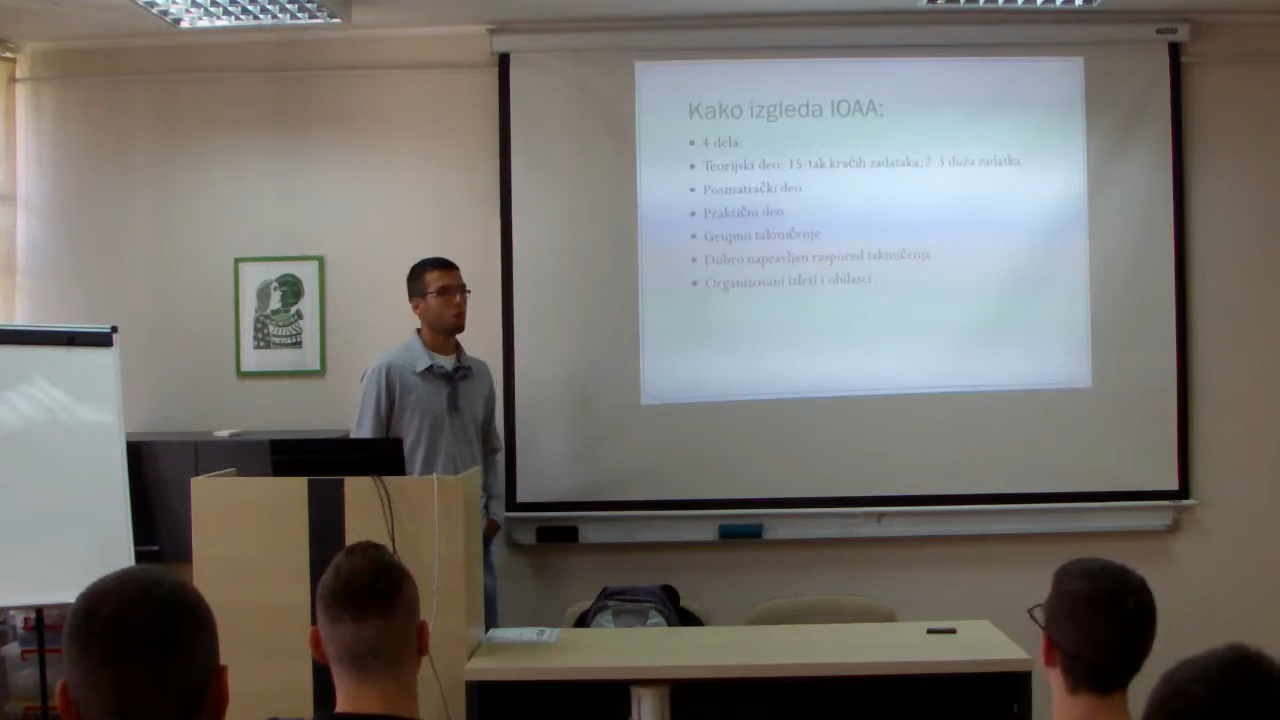 Kako izgleda IOAA:
• 4 dela:
• Teorijski deo: 15-tak kraćih zadataka, 2-3 duža zadatka
• Posmatrački deo
• Praktični deo
• Grupno takmičenje
• Dobro napravljen raspored takmičenja
• Organizovani izleti i obilasci